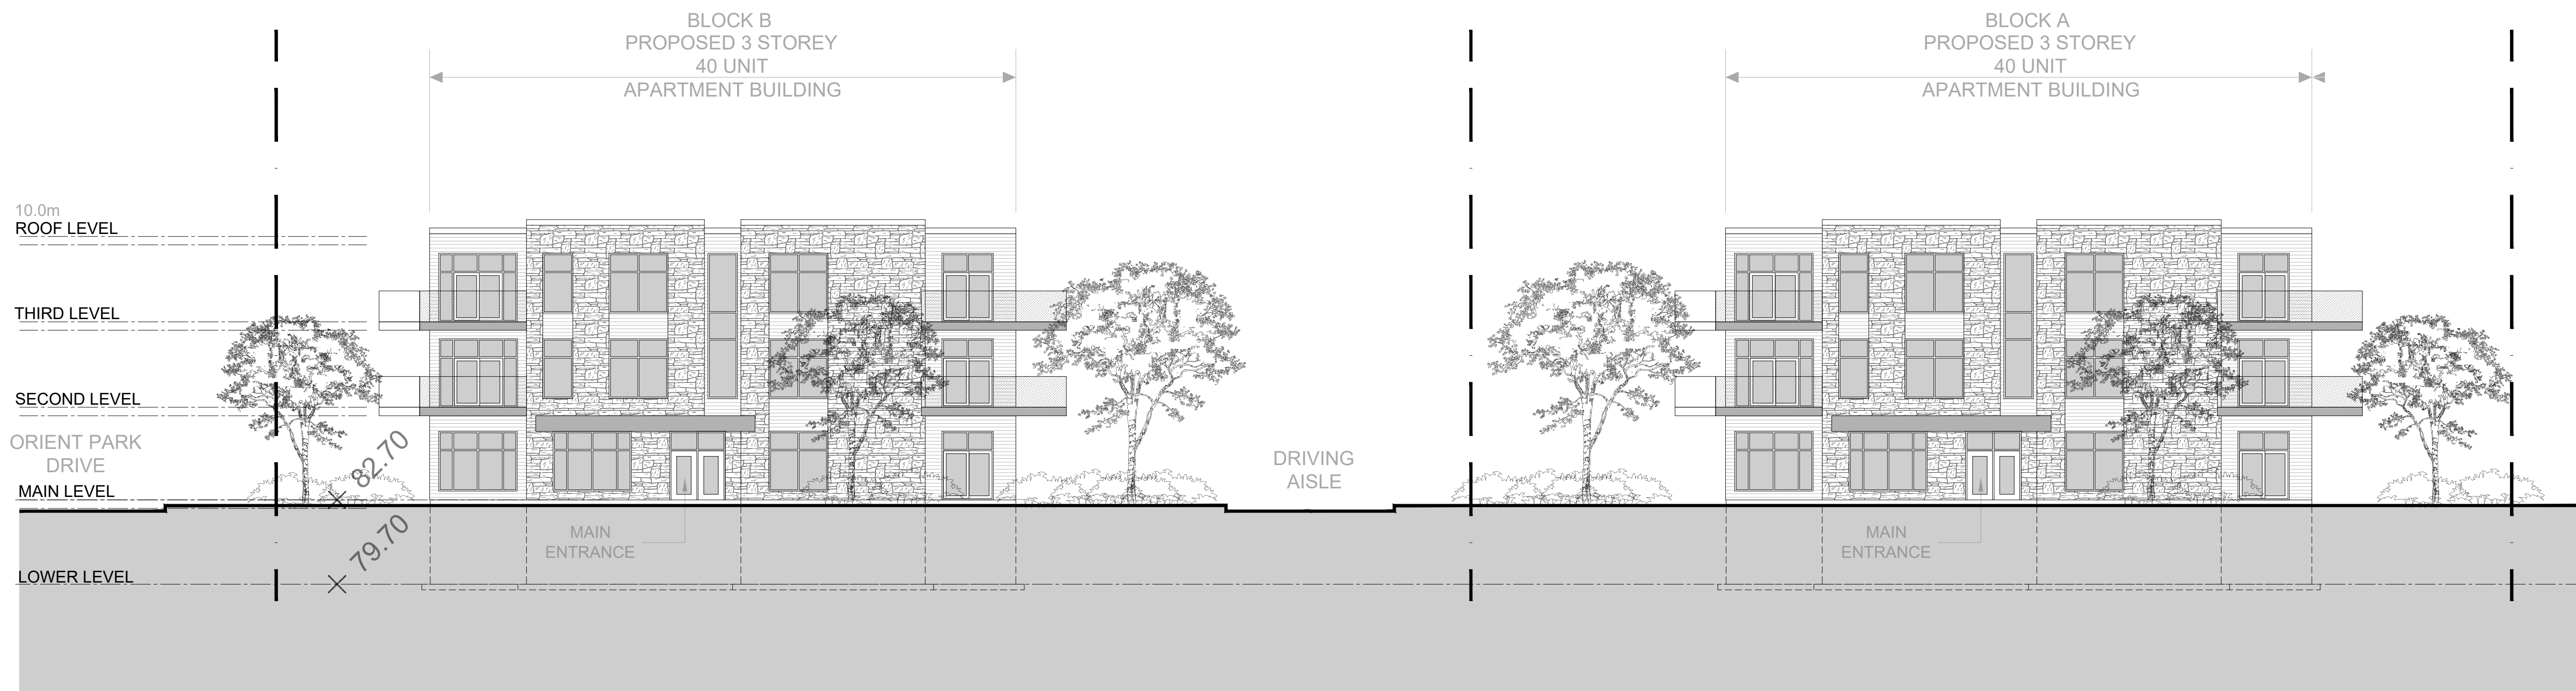 BLOCK B
PROPOSED 3 STOREY
40 UNIT
APARTMENT BUILDING
BLOCK A
PROPOSED 3 STOREY
40 UNIT
APARTMENT BUILDING
10.0m
ROOF LEVEL
THIRD LEVEL
SECOND LEVEL
ORIENT PARK
DRIVE
82.70
DRIVING
AISLE
MAIN LEVEL
79.70
MAIN
ENTRANCE
MAIN
ENTRANCE
LOWER LEVEL